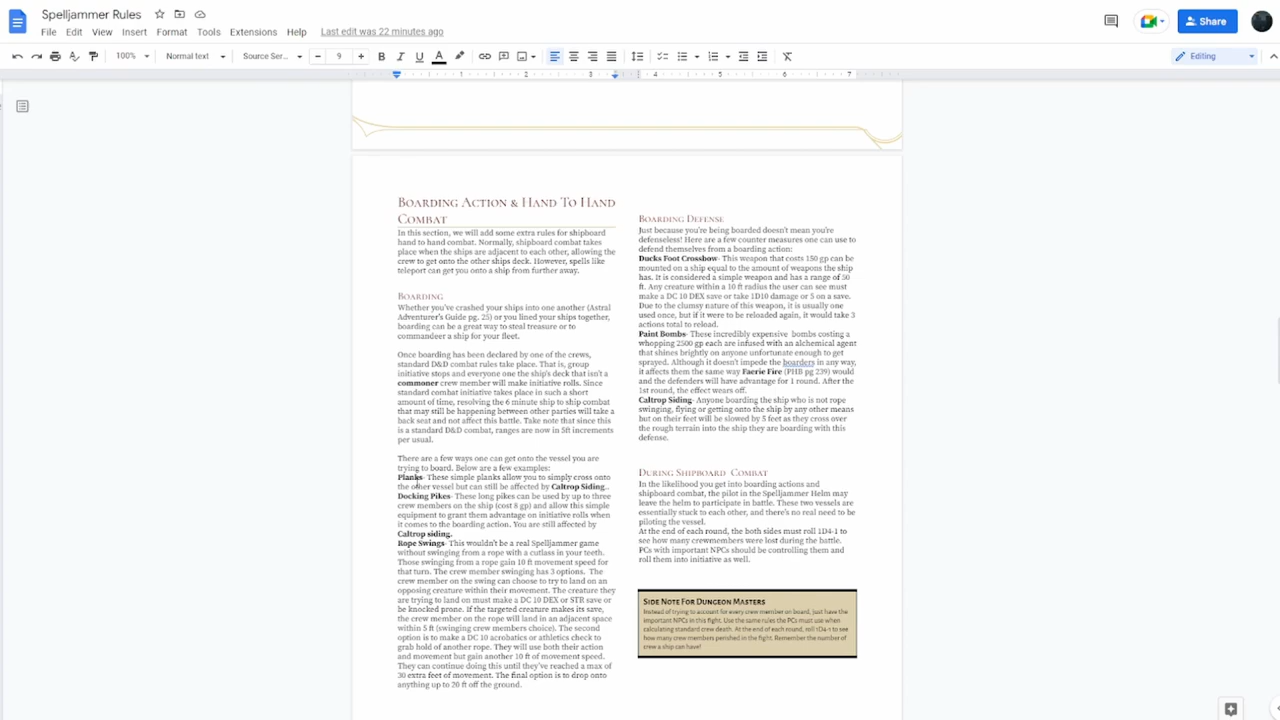 Spelljammer Rules
File Edit View Insert Format Tools Extensions Help Last edit was 22 minutes ago
Share
100% Normal text Source Ser... 9 B I U A Editing
1 2 3 4 5 6 7
Boarding Action & Hand To Hand
Combat
In this section, we will add some extra rules for shipboard
hand to hand combat. Normally, shipboard combat takes
place when the ships are adjacent to each other, allowing the
crew to get onto the other ships deck. However, spells like
teleport can get you onto a ship from further away.
Boarding
Whether you've crashed your ships into one another (Astral
Adventurer's Guide pg. 25) or you lined your ships together,
boarding can be a great way to steal treasure or to
commandeer a ship for your fleet.
Once boarding has been declared by one of the crews,
standard D&D combat rules take place. That is, group
initiative stops and everyone one the ship's deck that isn't a
commoner crew member will make initiative rolls. Since
standard combat initiative takes place in such a short
amount of time, resolving the 6 minute ship to ship combat
that may still be happening between other parties will take a
back seat and not affect this battle. Take note that since this
is a standard D&D combat, ranges are now in 5ft increments
per usual.
There are a few ways one can get onto the vessel you are
trying to board. Below are a few examples:
Planks- These simple planks allow you to simply cross onto
the other vessel but can still be affected by Caltrop Siding..
Docking Pikes- These long pikes can be used by up to three
crew members on the ship (cost 8 gp) and allow this simple
equipment to grant them advantage on initiative rolls when
it comes to the boarding action. You are still affected by
Caltrop siding.
Rope Swings- This wouldn't be a real Spelljammer game
without swinging from a rope with a cutlass in your teeth.
Those swinging from a rope gain 10 ft movement speed for
that turn. The crew member swinging has 3 options. The
crew member on the swing can choose to try to land on an
opposing creature within their movement. The creature they
are trying to land on must make a DC 10 DEX or STR save or
be knocked prone. If the targeted creature makes its save,
the crew member on the rope will land in an adjacent space
within 5 ft (swinging crew members choice). The second
option is to make a DC 10 acrobatics or athletics check to
grab hold of another rope. They will use both their action
and movement but gain another 10 ft of movement speed.
They can continue doing this until they've reached a max of
30 extra feet of movement. The final option is to drop onto
anything up to 20 ft off the ground.
Boarding Defense
Just because you're being boarded doesn't mean you're
defenseless! Here are a few counter measures one can use to
defend themselves from a boarding action:
Ducks Foot Crossbow- This weapon that costs 150 gp can be
mounted on a ship equal to the amount of weapons the ship
has. It is considered a simple weapon and has a range of 50
ft. Any creature within a 10 ft radius the user can see must
make a DC 10 DEX save or take 1D10 damage or 5 on a save.
Due to the clumsy nature of this weapon, it is usually one
used once, but if it were to be reloaded again, it would take 3
actions total to reload.
Paint Bombs- These incredibly expensive bombs costing a
whopping 2500 gp each are infused with an alchemical agent
that shines brightly on anyone unfortunate enough to get
sprayed. Although it doesn't impede the boarders in any way,
it affects them the same way Faerie Fire (PHB pg 239) would
and the defenders will have advantage for 1 round. After the
1st round, the effect wears off.
Caltrop Siding- Anyone boarding the ship who is not rope
swinging, flying or getting onto the ship by any other means
but on their feet will be slowed by 5 feet as they cross over
the rough terrain into the ship they are boarding with this
defense.
During Shipboard Combat
In the likelihood you get into boarding actions and
shipboard combat, the pilot in the Spelljammer Helm may
leave the helm to participate in battle. These two vessels are
essentially stuck to each other, and there's no real need to be
piloting the vessel.
At the end of each round, the both sides must roll 1D4-1 to
see how many crewmembers were lost during the battle.
PCs with important NPCs should be controlling them and
roll them into initiative as well.
Side Note For Dungeon Masters
Instead of trying to account for every crew member on board, just have the
important NPCs in this fight. Use the same rules the PCs must use when
calculating standard crew death. At the end of each round, roll 1D4-1 to see
how many crew members perished in the fight. Remember the number of
crew a ship can have!